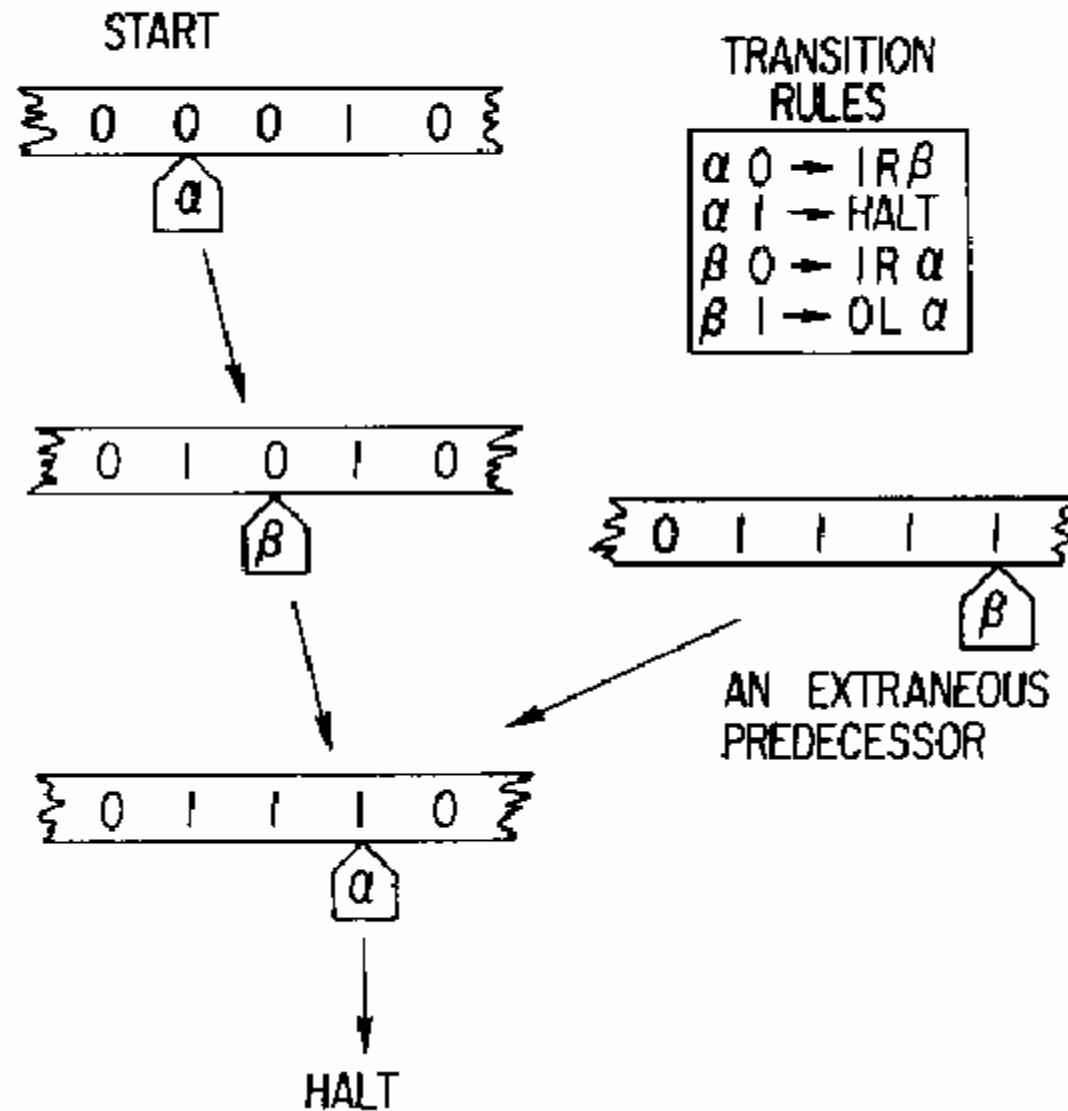 START
0 0 0 1 0
α
TRANSITION
RULES
α 0 → 1 R β
α 1 → HALT
β 0 → 1 R α
β 1 → 0 L α
0 1 0 1 0
β
0 1 1 1 1
β
AN EXTRANEOUS
PREDECESSOR
0 1 1 1 0
α
HALT